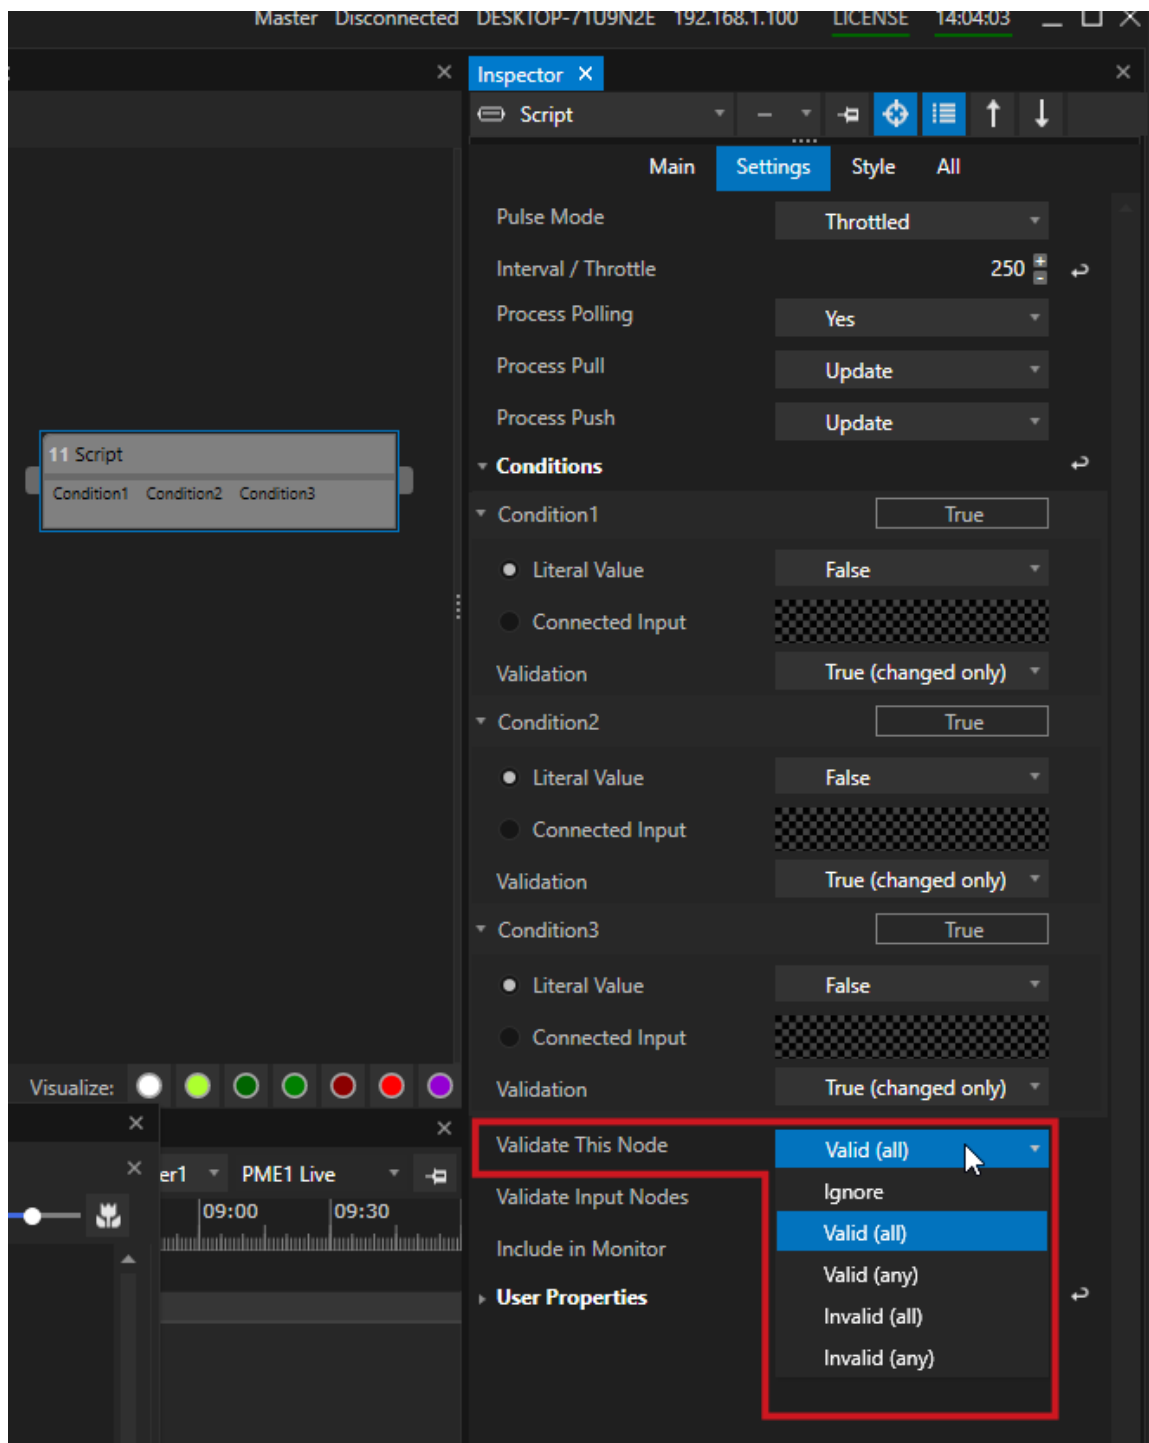 Master Disconnected DESKTOP-71U9N2E 192.168.1.100 LICENSE 14:04:03
Inspector
Script
Main Settings Style All
Pulse Mode Throttled
Interval / Throttle 250
Process Polling Yes
Process Pull Update
Process Push Update
Conditions
Condition1 True
Literal Value False
Connected Input
Validation True (changed only)
Condition2 True
Literal Value False
Connected Input
Validation True (changed only)
Condition3 True
Literal Value False
Connected Input
Validation True (changed only)
Validate This Node Valid (all)
Ignore
Valid (all)
Valid (any)
Invalid (all)
Invalid (any)
Validate Input Nodes
Include in Monitor
User Properties
11 Script
Condition1 Condition2 Condition3
Visualize:
er1 PME1 Live
09:00 09:30